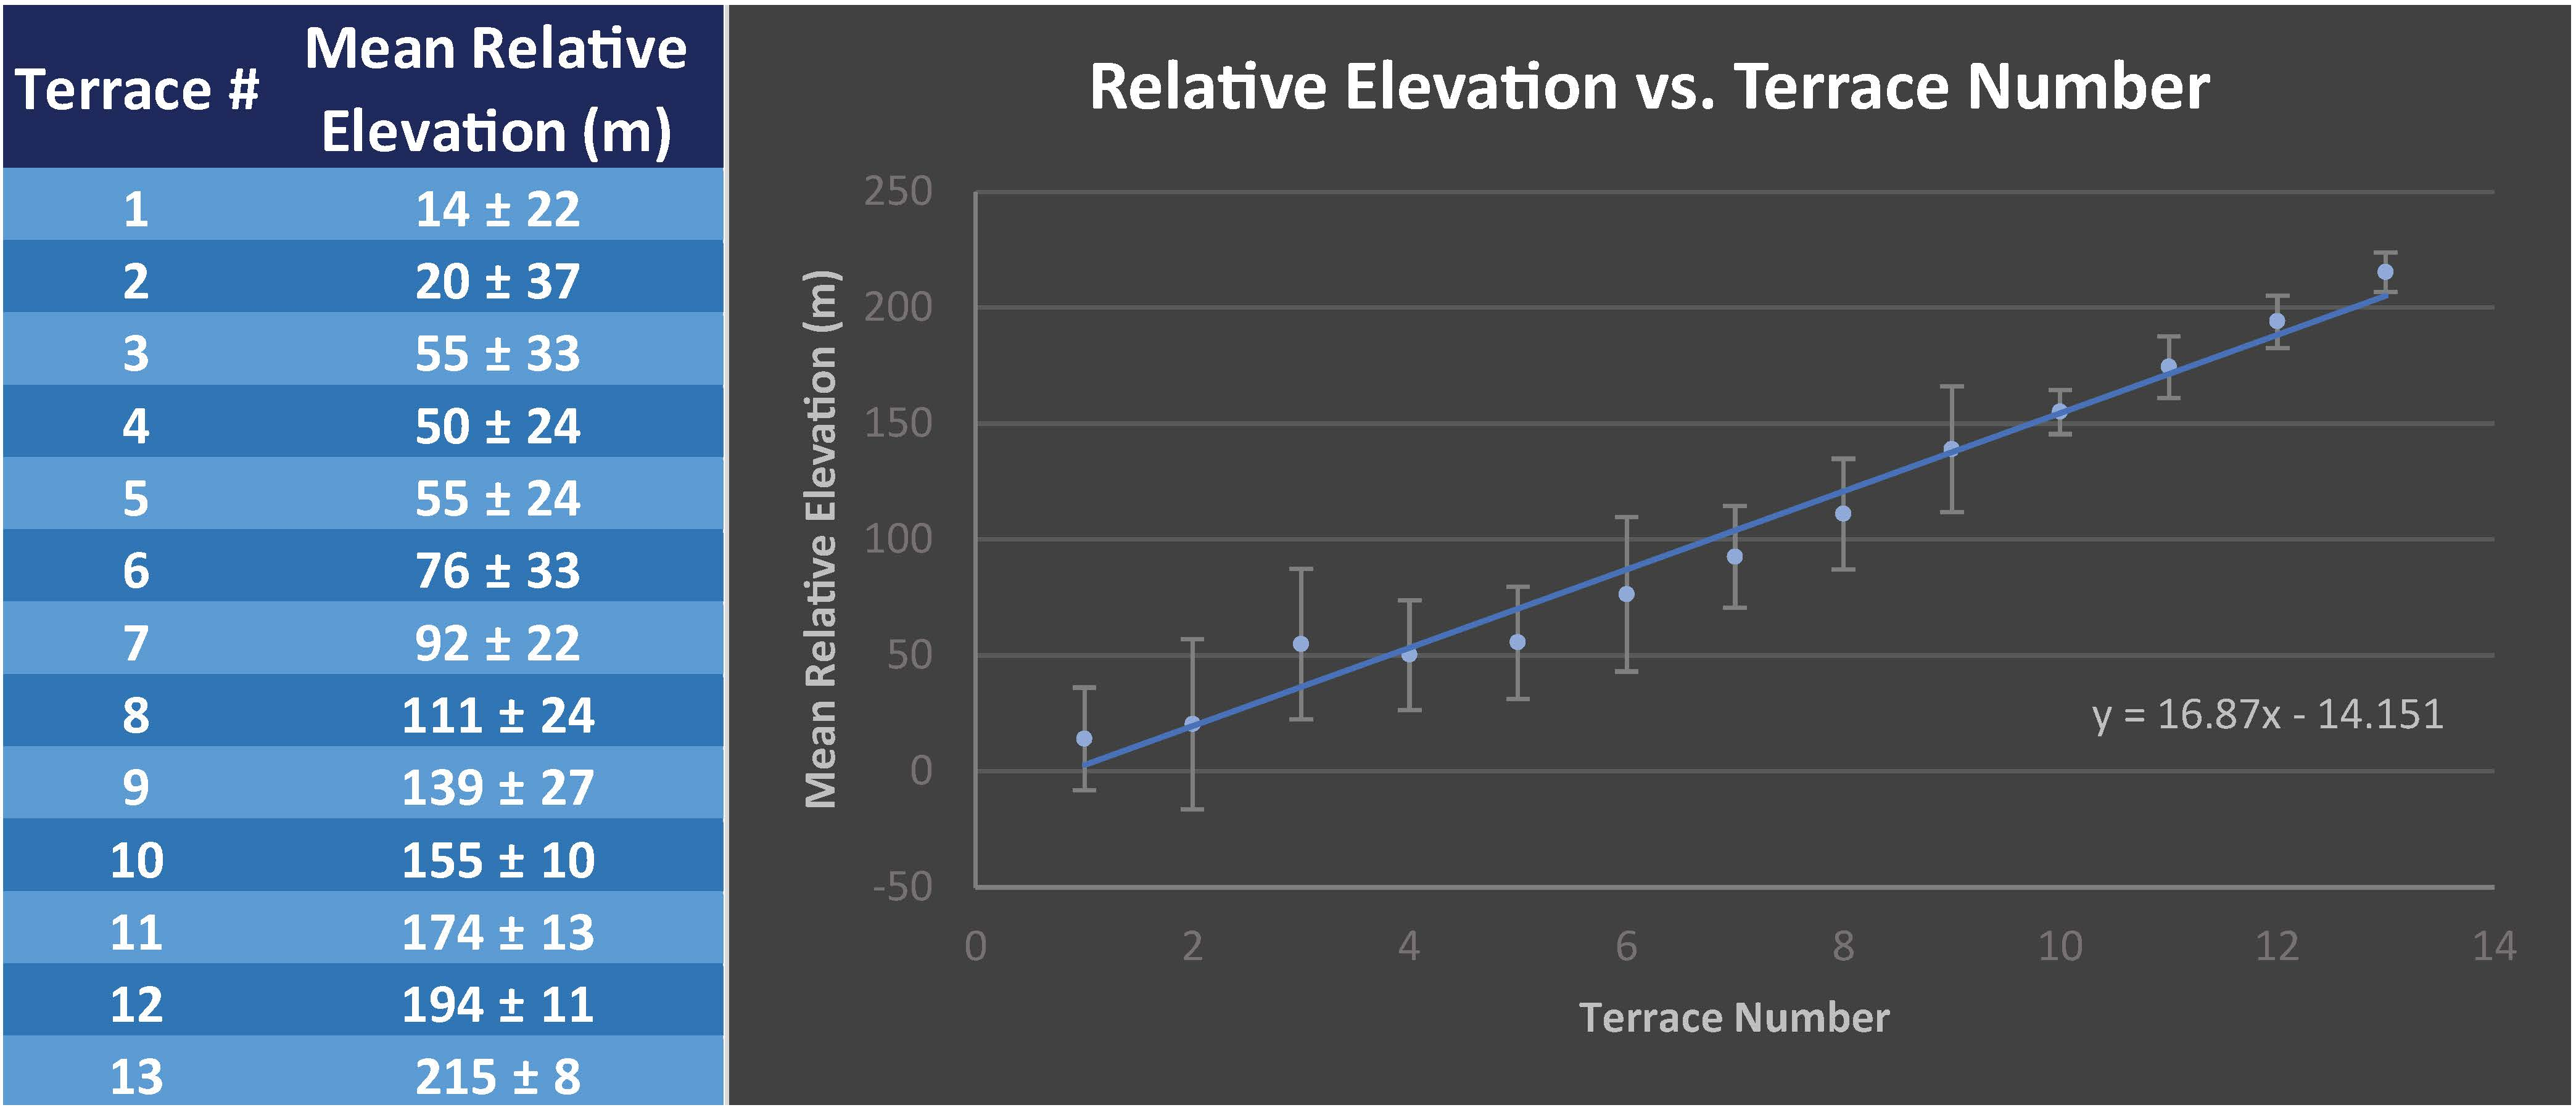 Terrace #
Mean Relative
Elevation (m)
1 14 ± 22
2 20 ± 37
3 55 ± 33
4 50 ± 24
5 55 ± 24
6 76 ± 33
7 92 ± 22
8 111 ± 24
9 139 ± 27
10 155 ± 10
11 174 ± 13
12 194 ± 11
13 215 ± 8
Relative Elevation vs. Terrace Number
Mean Relative Elevation (m)
250
200
150
100
50
0
-50
y = 16.87x - 14.151
0 2 4 6 8 10 12 14
Terrace Number